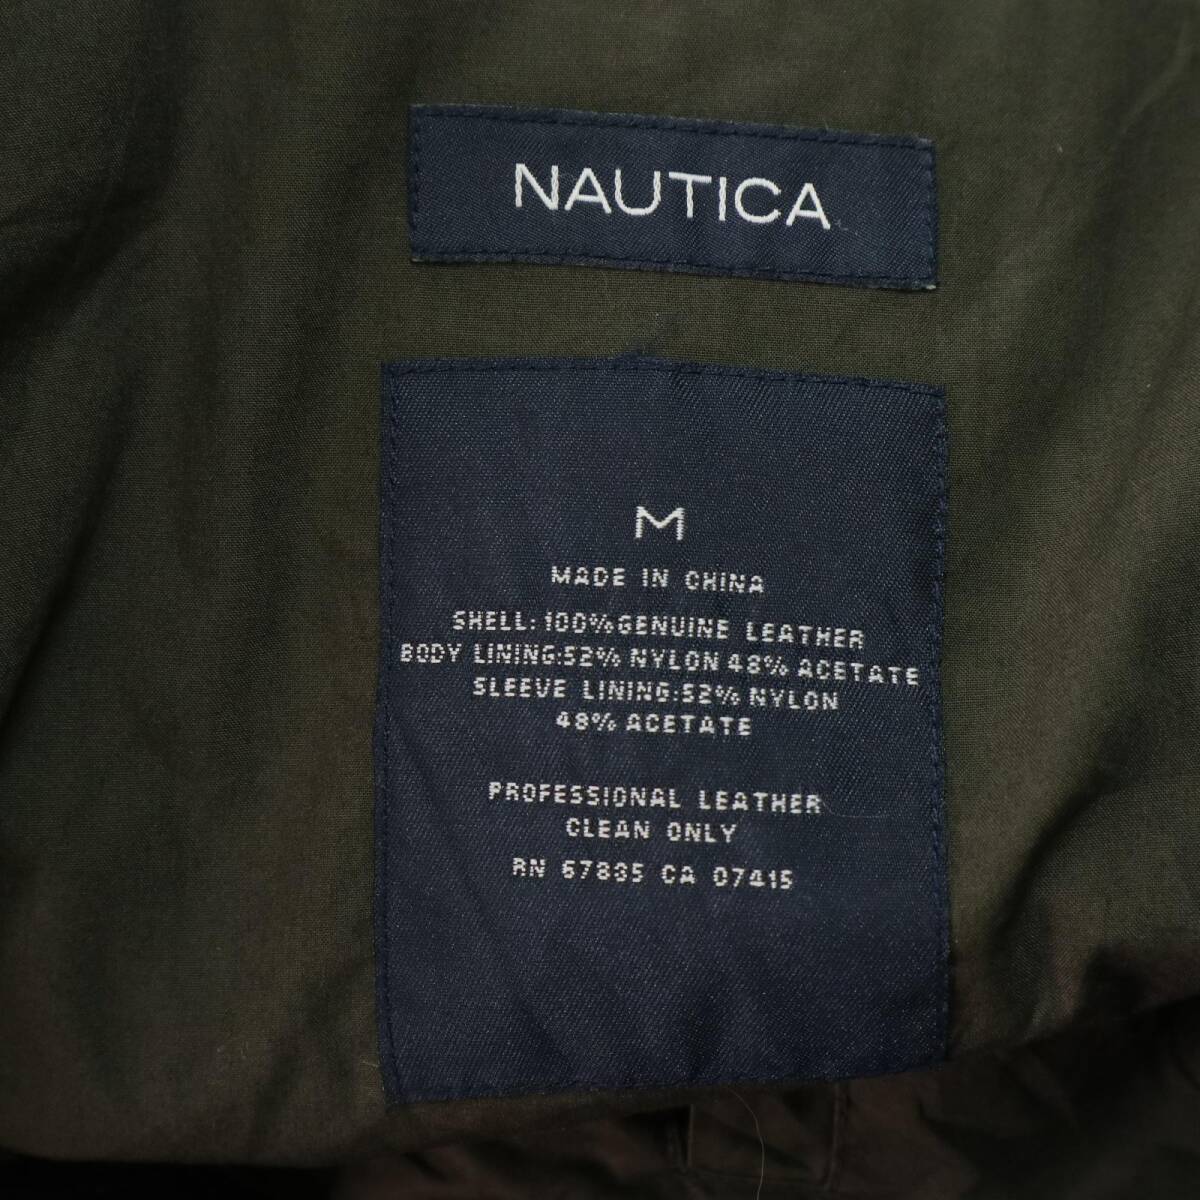 NAUTICA
M
MADE IN CHINA
SHELL: 100% GENUINE LEATHER
BODY LINING:52% NYLON 48% ACETATE
SLEEVE LINING:52% NYLON
48% ACETATE
PROFESSIONAL LEATHER
CLEAN ONLY
RN 67835 CA 07415